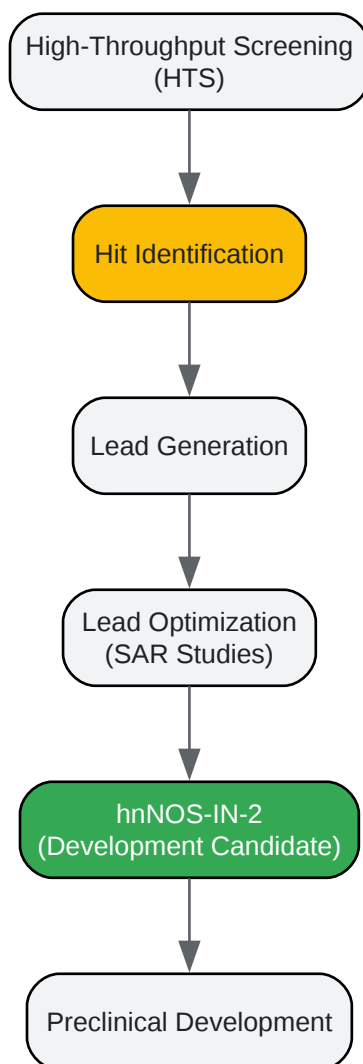 High-Throughput Screening
(HTS)
Hit Identification
Lead Generation
Lead Optimization
(SAR Studies)
hnNOS-IN-2
(Development Candidate)
Preclinical Development